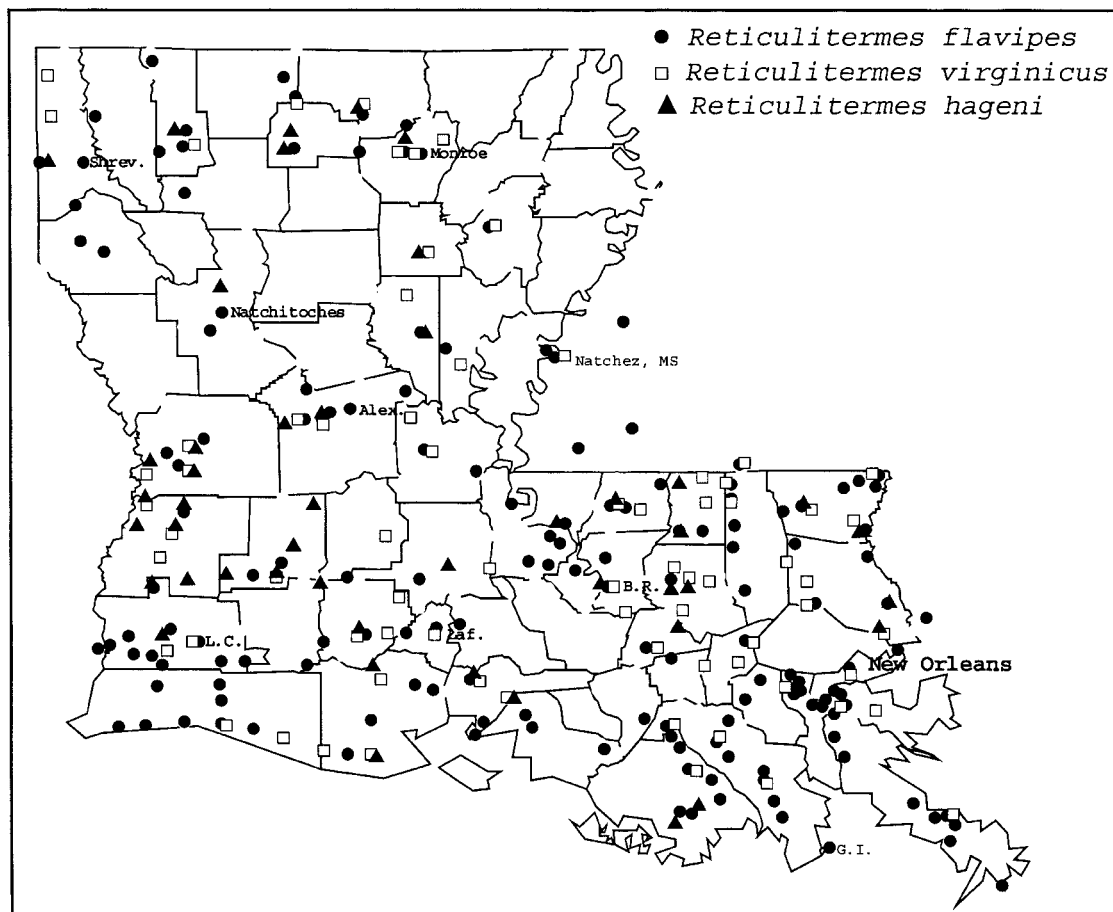 Reticulitermes flavipes
Reticulitermes virginicus
Reticulitermes hageni
Shrev.
Monroe
Natchitoches
Natchez, MS
Alex.
B.R.
L.C.
Laf.
New Orleans
G.I.